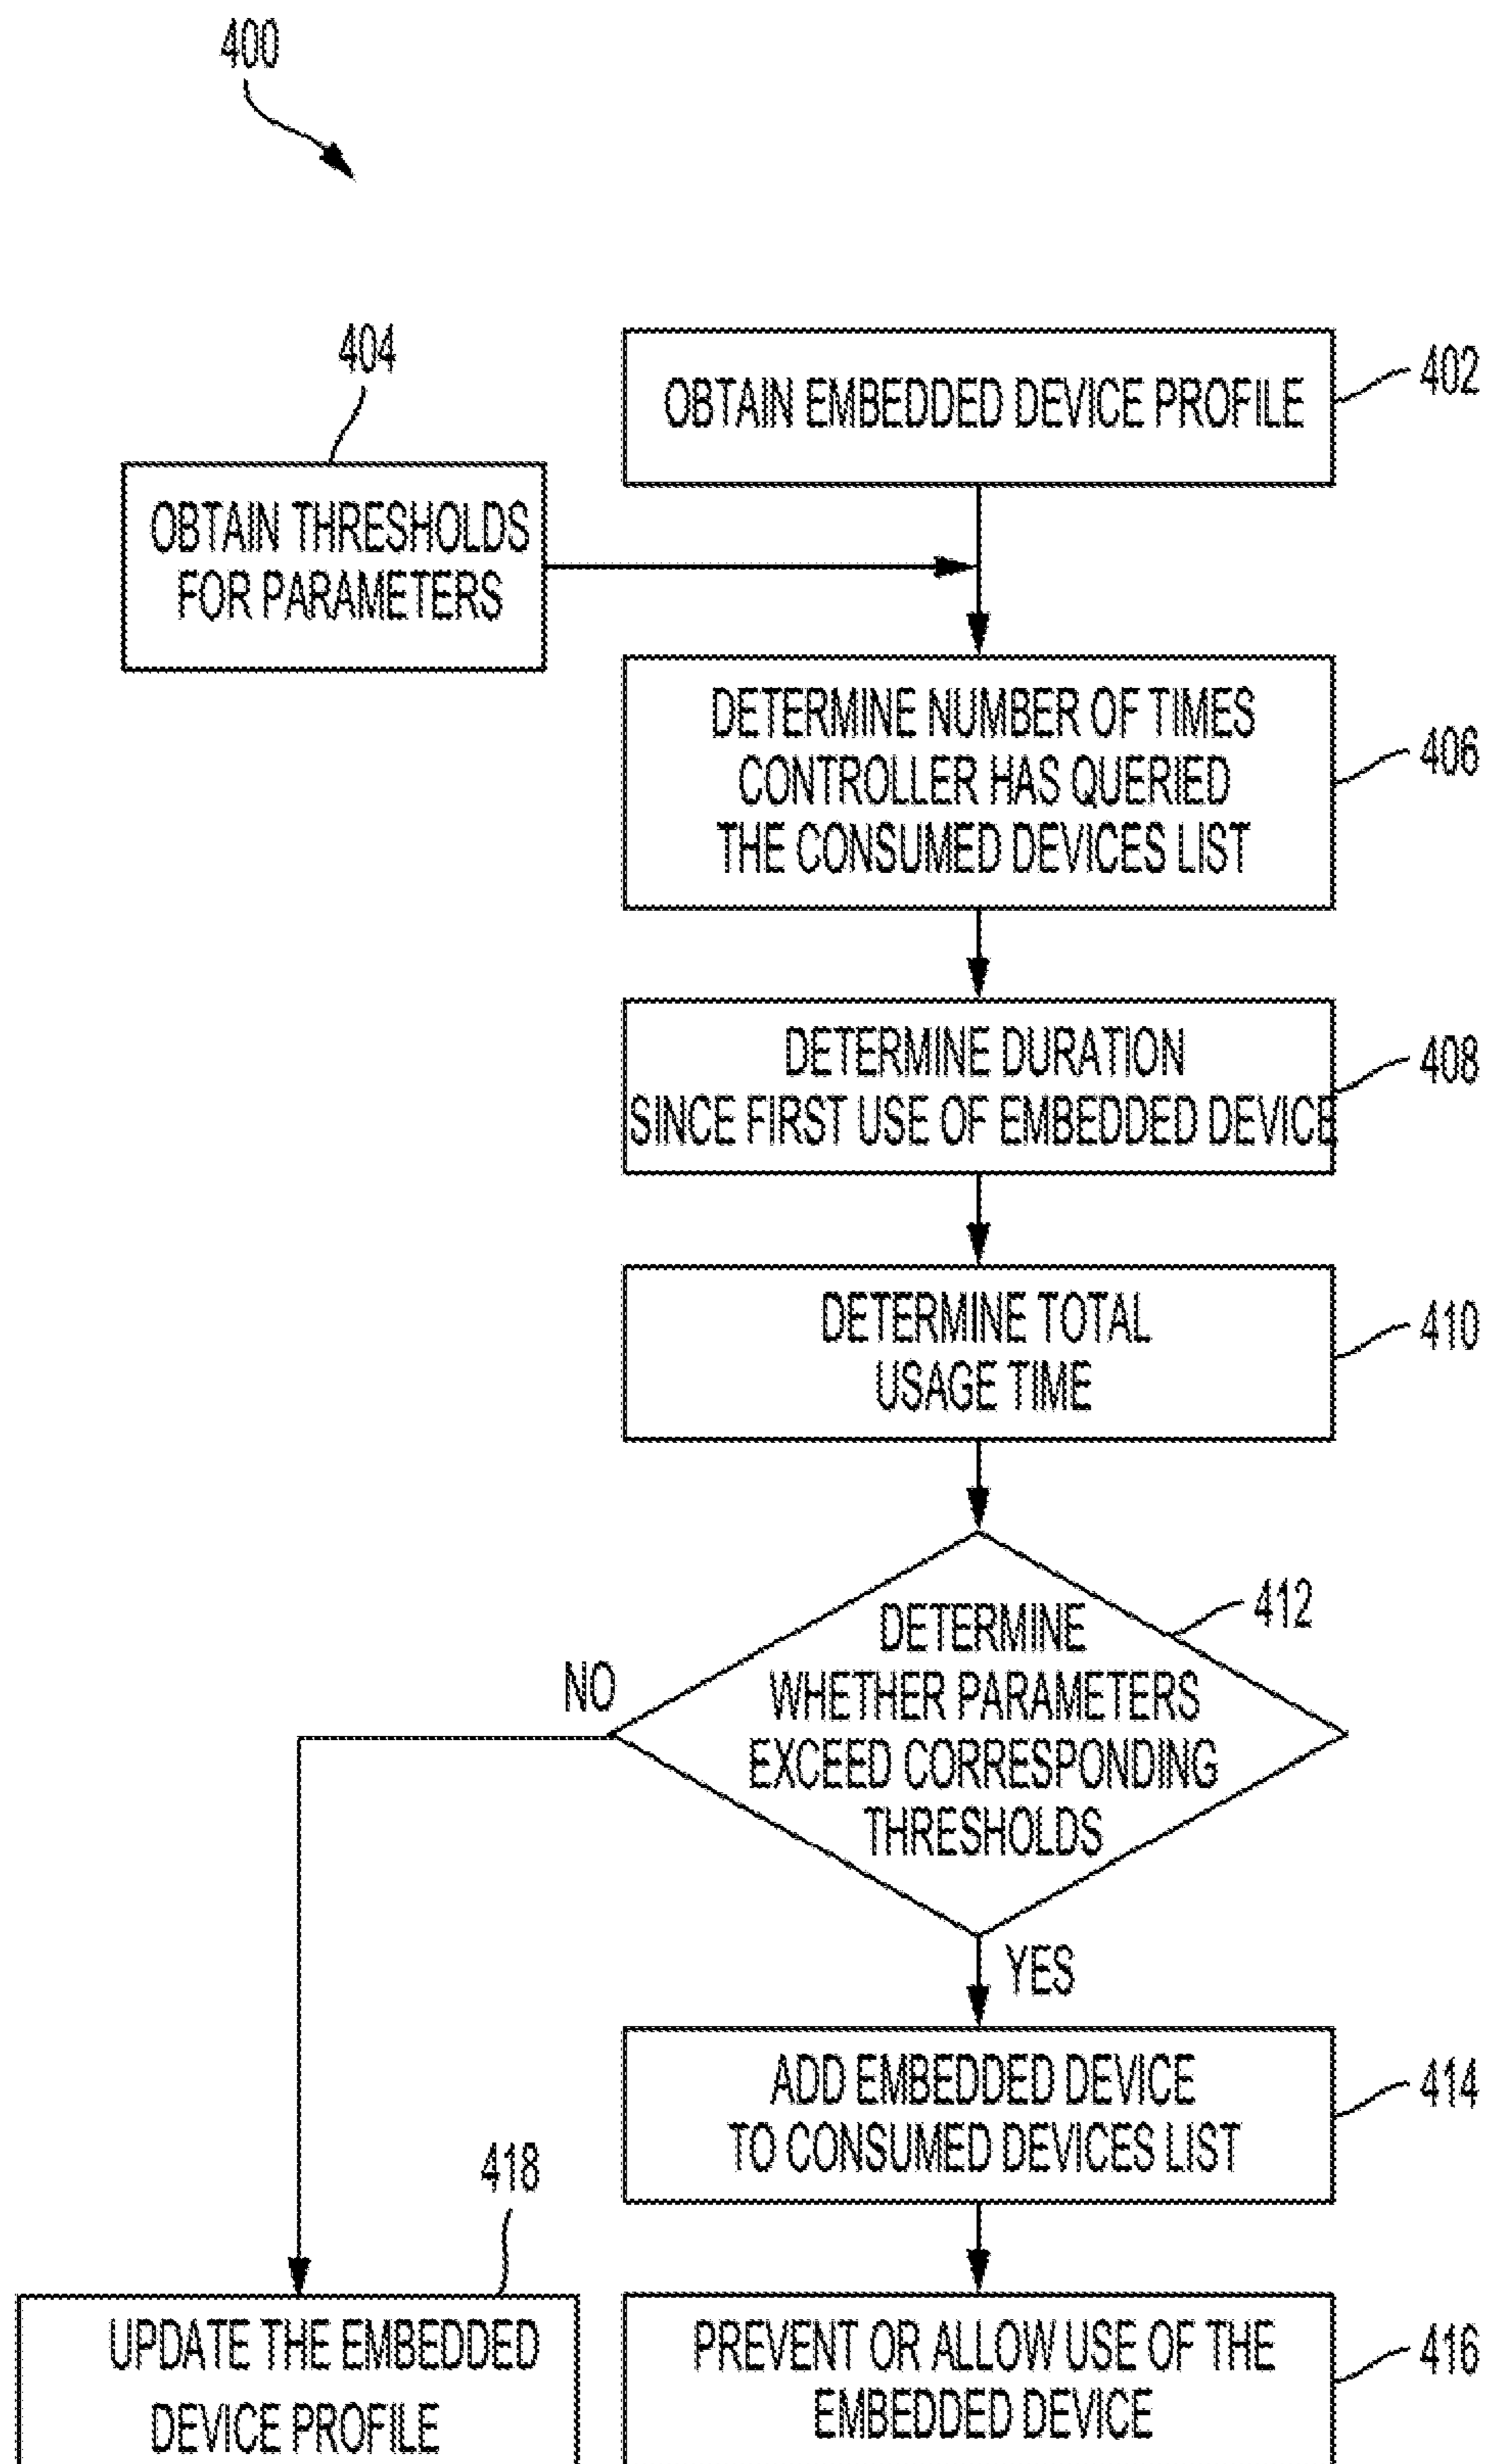 400
404
402
OBTAIN EMBEDDED DEVICE PROFILE
OBTAIN THRESHOLDS
FOR PARAMETERS
DETERMINE NUMBER OF TIMES
CONTROLLER HAS QUERIED
THE CONSUMED DEVICES LIST
406
DETERMINE DURATION
SINCE FIRST USE OF EMBEDDED DEVICE
408
DETERMINE TOTAL
USAGE TIME
410
412
DETERMINE
WHETHER PARAMETERS
EXCEED CORRESPONDING
THRESHOLDS
NO
YES
ADD EMBEDDED DEVICE
TO CONSUMED DEVICES LIST
414
418
UPDATE THE EMBEDDED
DEVICE PROFILE
PREVENT OR ALLOW USE OF THE
EMBEDDED DEVICE
416